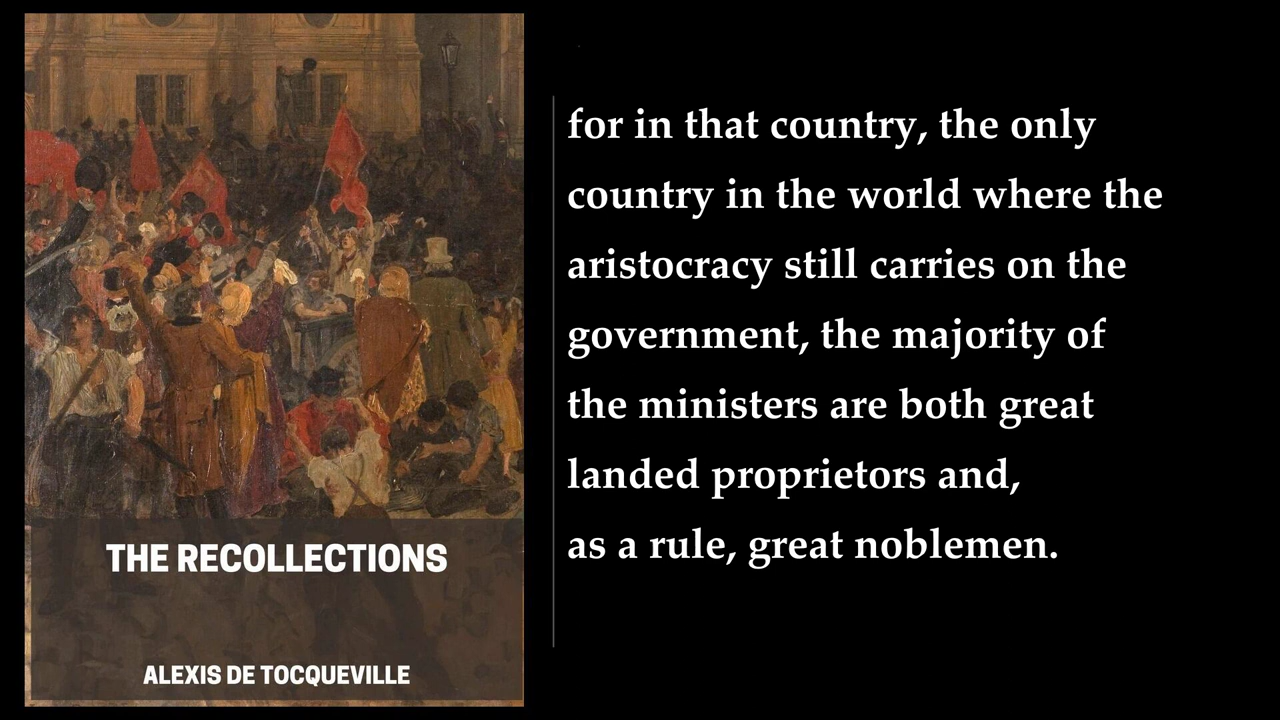 THE RECOLLECTIONS
ALEXIS DE TOCQUEVILLE
for in that country, the only
country in the world where the
aristocracy still carries on the
government, the majority of
the ministers are both great
landed proprietors and,
as a rule, great noblemen.